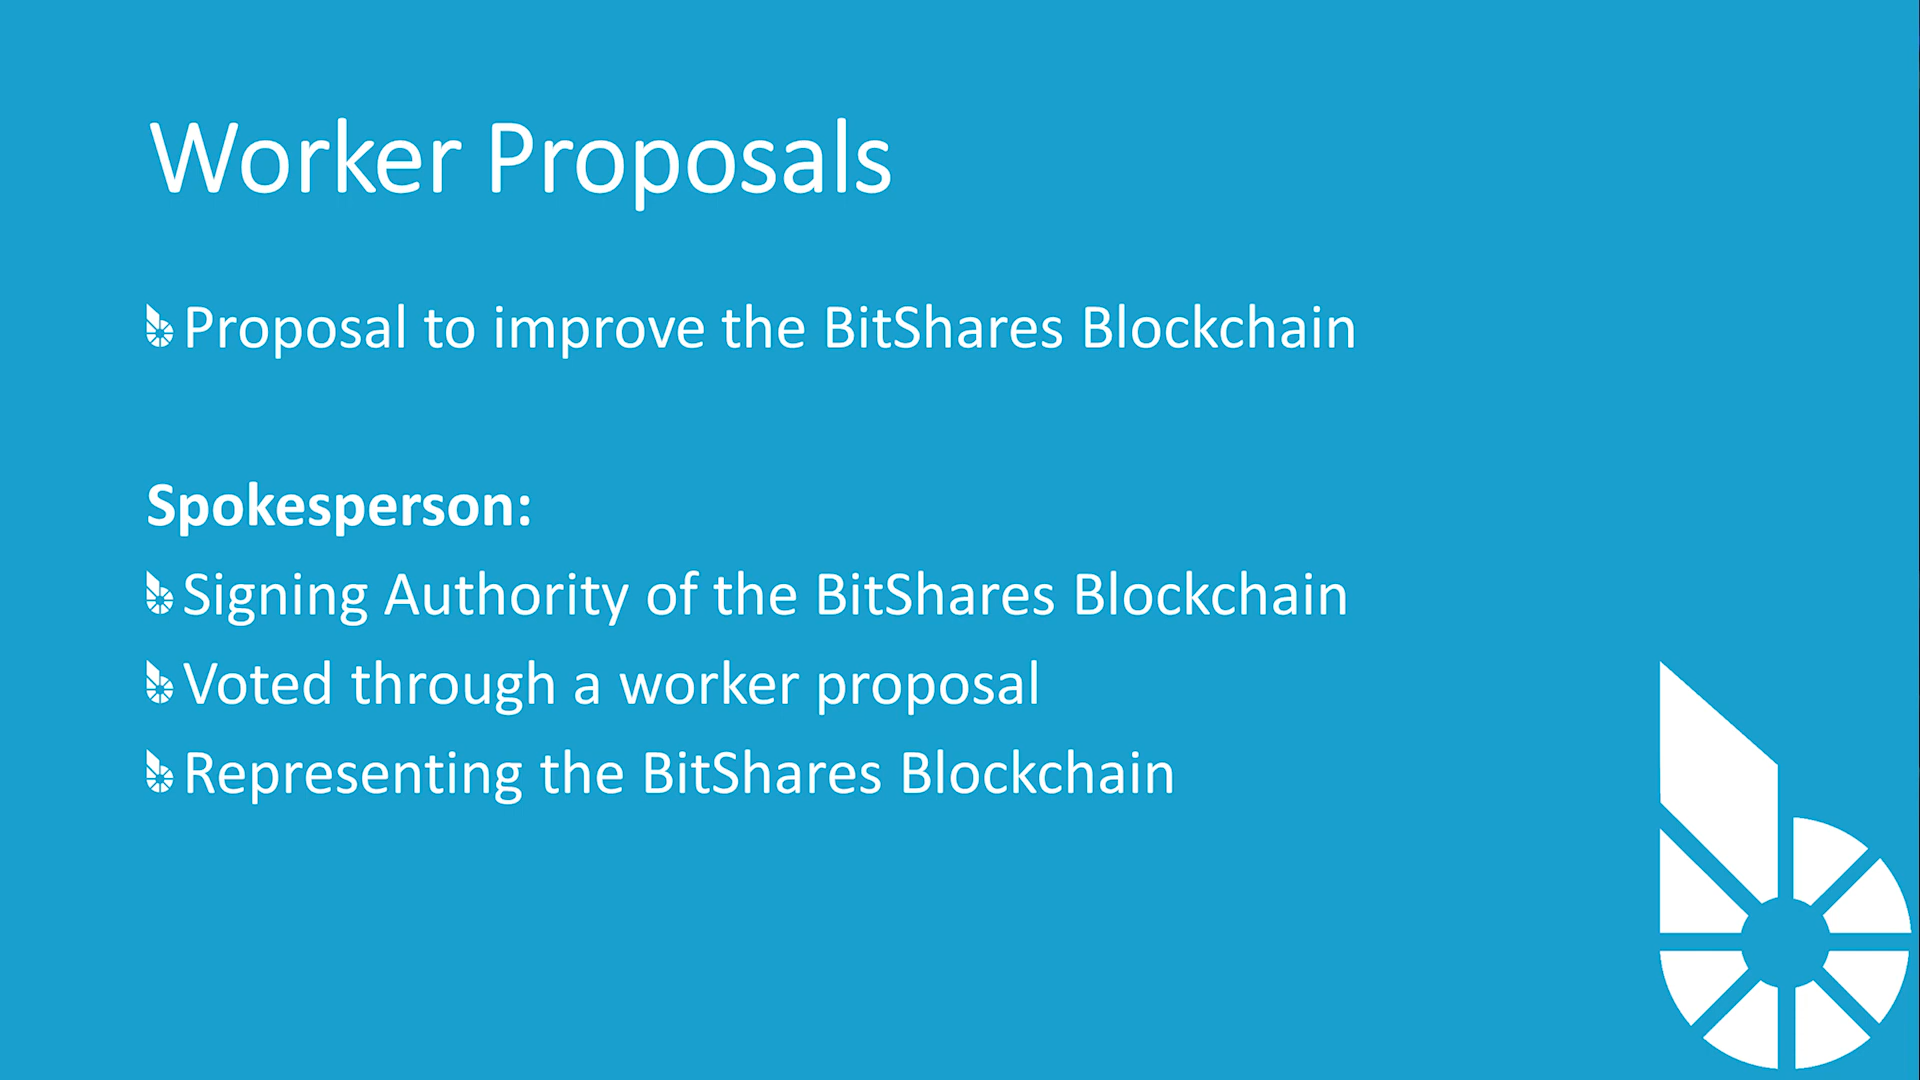 Worker Proposals
Proposal to improve the BitShares Blockchain
Spokesperson:
Signing Authority of the BitShares Blockchain
Voted through a worker proposal
Representing the BitShares Blockchain